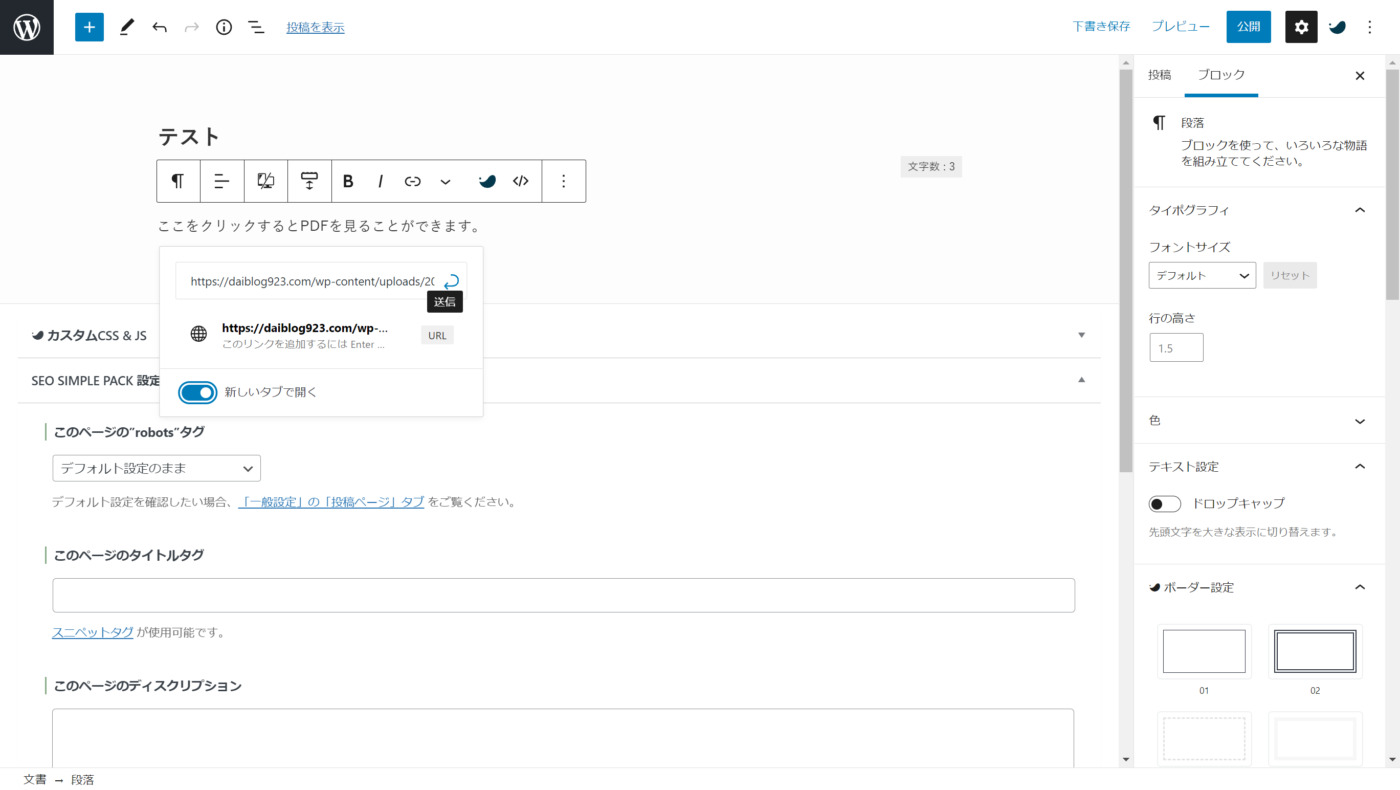 投稿を表示
下書き保存
プレビュー
公開
投稿
ブロック
テスト
文字数 : 3
B I
ここをクリックするとPDFを見ることができます。
https://daiblog923.com/wp-content/uploads/20
送信
https://daiblog923.com/wp-...
このリンクを追加するには Enter ...
URL
新しいタブで開く
カスタムCSS & JS
SEO SIMPLE PACK 設定
このページの"robots"タグ
デフォルト設定のまま
デフォルト設定を確認したい場合、「一般設定」の「投稿ページ」タブ をご覧ください。
このページのタイトルタグ
スニペットタグ が使用可能です。
このページのディスクリプション
段落
ブロックを使って、いろいろな物語
を組み立ててください。
タイポグラフィ
フォントサイズ
デフォルト
リセット
行の高さ
1.5
色
テキスト設定
ドロップキャップ
先頭文字を大きな表示に切り替えます。
ボーダー設定
01
02
文書 → 段落